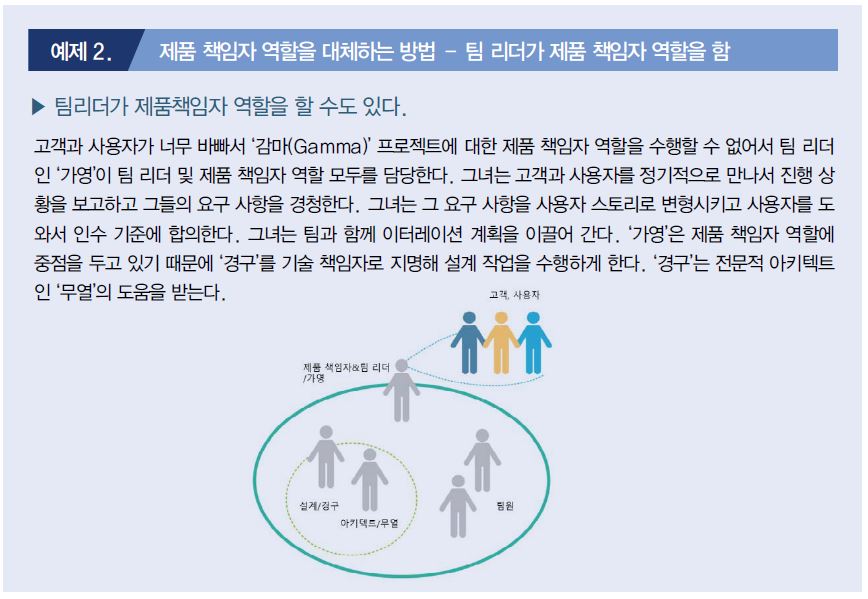 예제 2. 제품 책임자 역할을 대체하는 방법 - 팀 리더가 제품 책임자 역할을 함
▶ 팀리더가 제품책임자 역할을 할 수도 있다.
고객과 사용자가 너무 바빠서 ‘감마(Gamma)’ 프로젝트에 대한 제품 책임자 역할을 수행할 수 없어서 팀 리더
인 ‘가영’이 팀 리더 및 제품 책임자 역할 모두를 담당한다. 그녀는 고객과 사용자를 정기적으로 만나서 진행 상
황을 보고하고 그들의 요구 사항을 경청한다. 그녀는 그 요구 사항을 사용자 스토리로 변형시키고 사용자를 도
와서 인수 기준에 합의한다. 그녀는 팀과 함께 이터레이션 계획을 이끌어 간다. ‘가영’은 제품 책임자 역할에
중점을 두고 있기 때문에 ‘경구’를 기술 책임자로 지명해 설계 작업을 수행하게 한다. ‘경구’는 전문적 아키텍트
인 ‘무열’의 도움을 받는다.
고객, 사용자
제품 책임자&팀 리더
/가영
설계/경구
아키덱트/무열
팀원